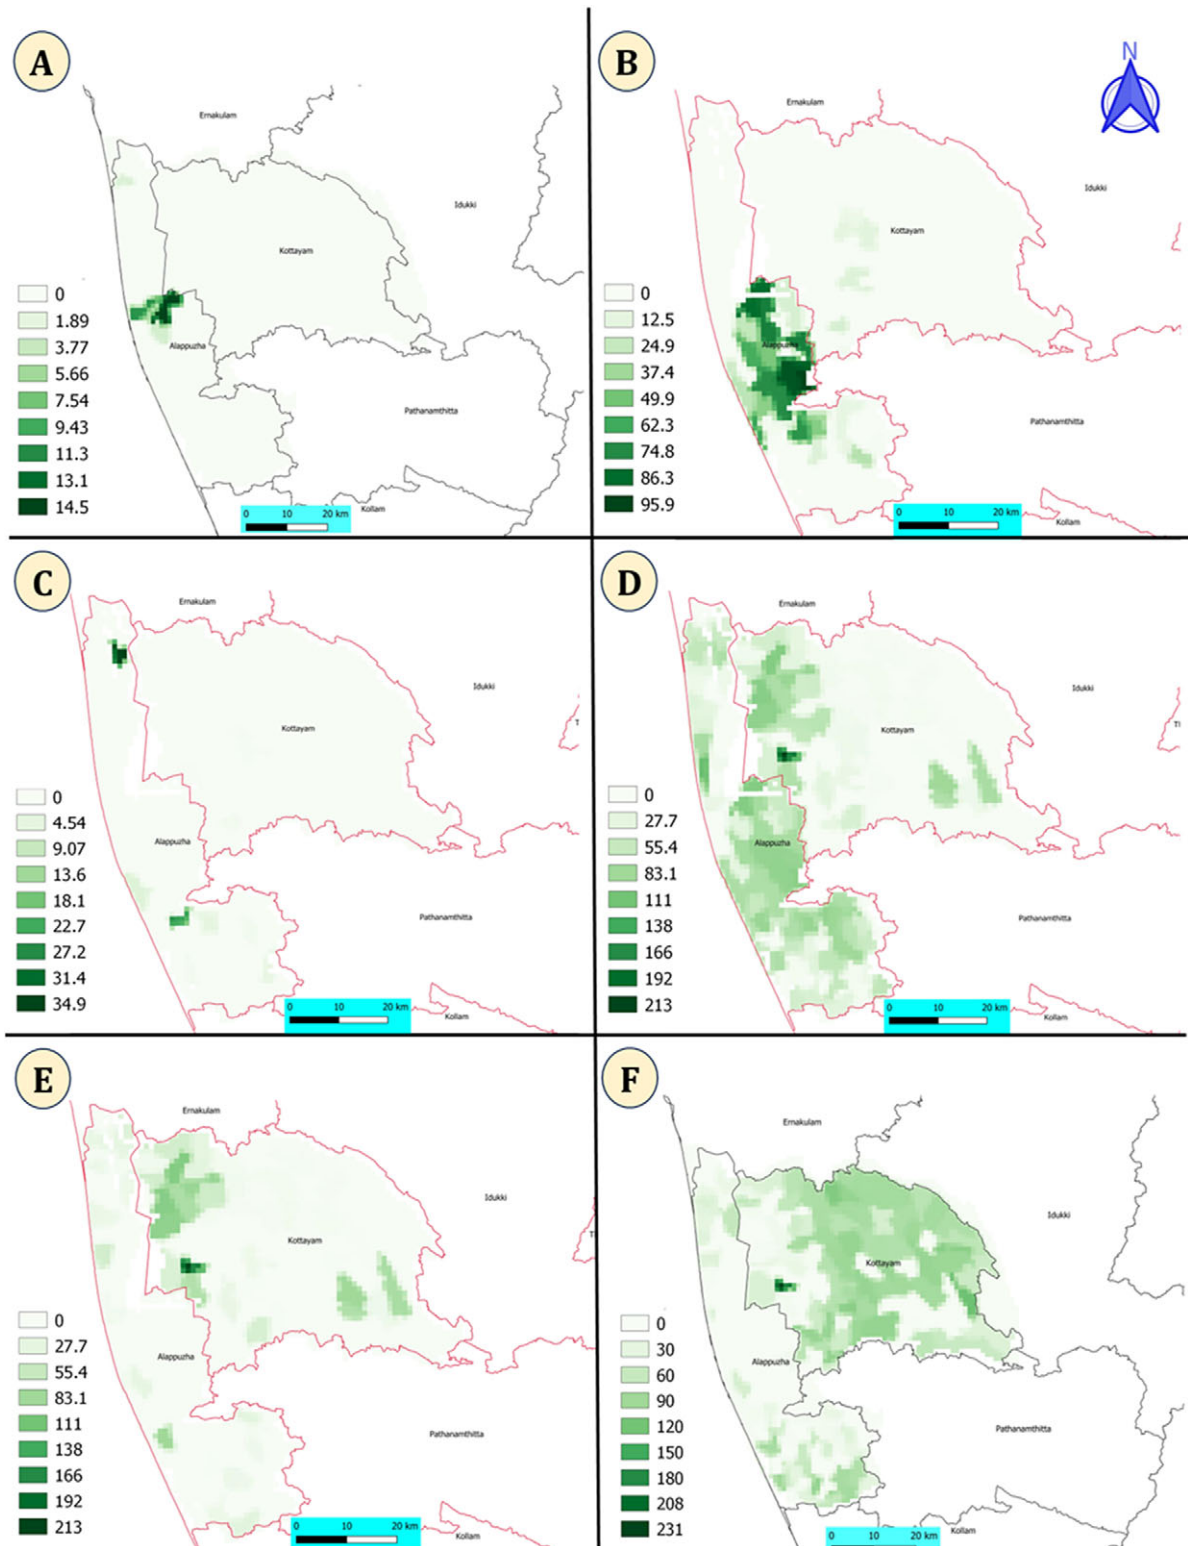 A
Ernakulam
Idukki
Kottayam
Alappuzha
Pathanamthitta
Kollam
0
1.89
3.77
5.66
7.54
9.43
11.3
13.1
14.5
0 10 20 km
B
N
Ernakulam
Idukki
Kottayam
Alappuzha
Pathanamthitta
Kollam
0
12.5
24.9
37.4
49.9
62.3
74.8
86.3
95.9
0 10 20 km
C
Ernakulam
Idukki
T
Kottayam
Alappuzha
Pathanamthitta
Kollam
0
4.54
9.07
13.6
18.1
22.7
27.2
31.4
34.9
0 10 20 km
D
Ernakulam
Idukki
Kottayam
Alappuzha
Pathanamthitta
Kollam
0
27.7
55.4
83.1
111
138
166
192
213
0 10 20 km
E
Ernakulam
Idukki
T
Kottayam
Alappuzha
Pathanamthitta
Kollam
0
27.7
55.4
83.1
111
138
166
192
213
0 10 20 km
F
Ernakulam
Idukki
Kottayam
Alappuzha
Pathanamthitta
Kollam
0
30
60
90
120
150
180
208
231
0 10 20 km